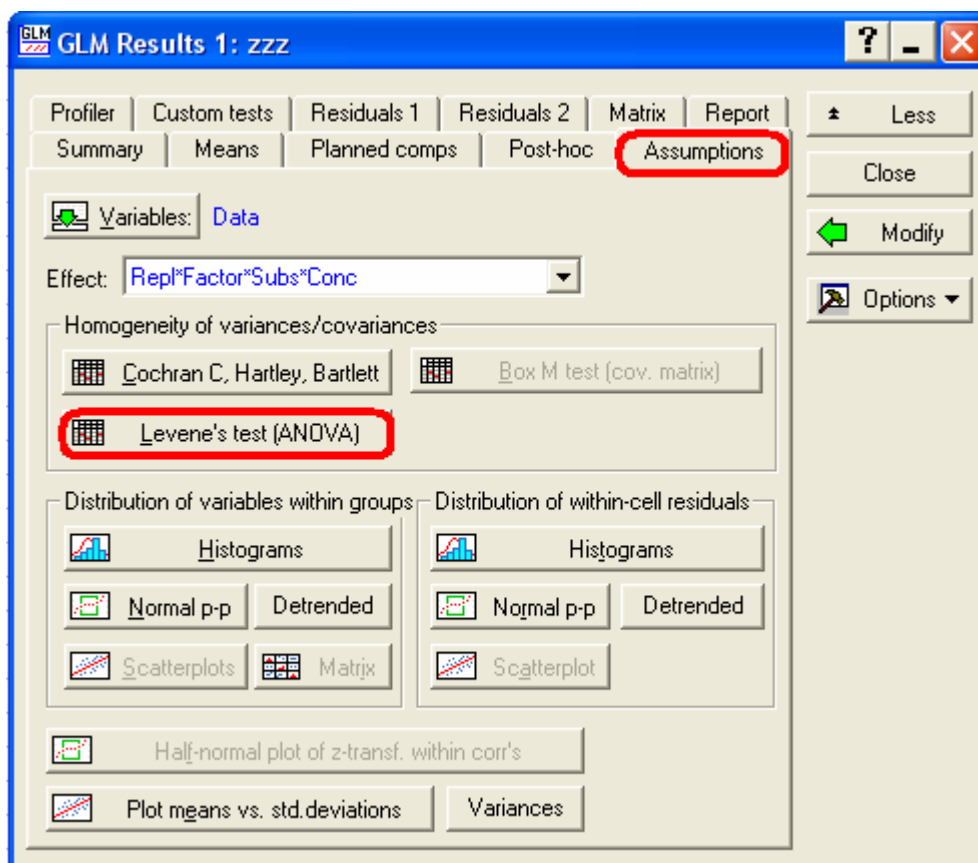 GLM GLM Results 1: zzz
Profiler Custom tests Residuals 1 Residuals 2 Matrix Report
Summary Means Planned comps Post-hoc Assumptions
Less
Close
Modify
Options
Variables: Data
Effect: Repl*Factor*Subs*Conc
Homogeneity of variances/covariances
Cochran C, Hartley, Bartlett Box M test (cov. matrix)
Levene's test (ANOVA)
Distribution of variables within groups
Histograms
Normal p-p Detrended
Scatterplots Matrix
Distribution of within-cell residuals
Histograms
Normal p-p Detrended
Scatterplot
Half-normal plot of z-transf. within corr's
Plot means vs. std.deviations Variances